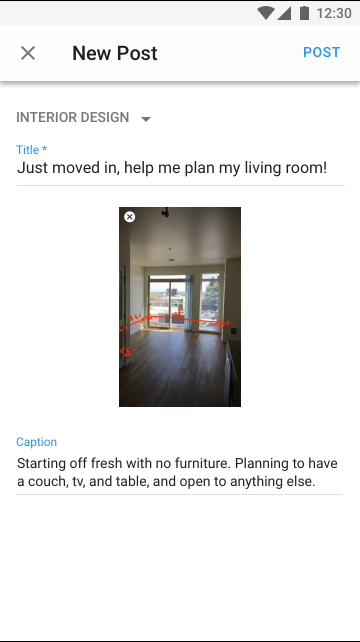 12:30
New Post
POST
INTERIOR DESIGN
Title *
Just moved in, help me plan my living room!
Caption
Starting off fresh with no furniture. Planning to have
a couch, tv, and table, and open to anything else.